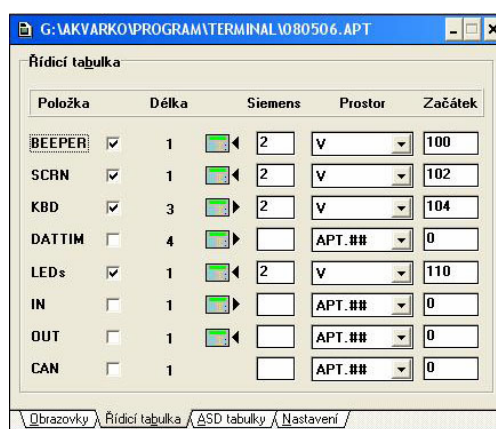 G:\AKVARKO\PROGRAM\TERMINAL\080506.APT
Řídicí tabulka
Položka Délka Siemens Prostor Začátek
BEEPER 1 2 V 100
SCRN 1 2 V 102
KBD 3 2 V 104
DATTIM 4 APT.## 0
LEDs 1 2 V 110
IN 1 APT.## 0
OUT 1 APT.## 0
CAN 1 APT.## 0
Obrazovky Řídicí tabulka ASD tabulky Nastavení